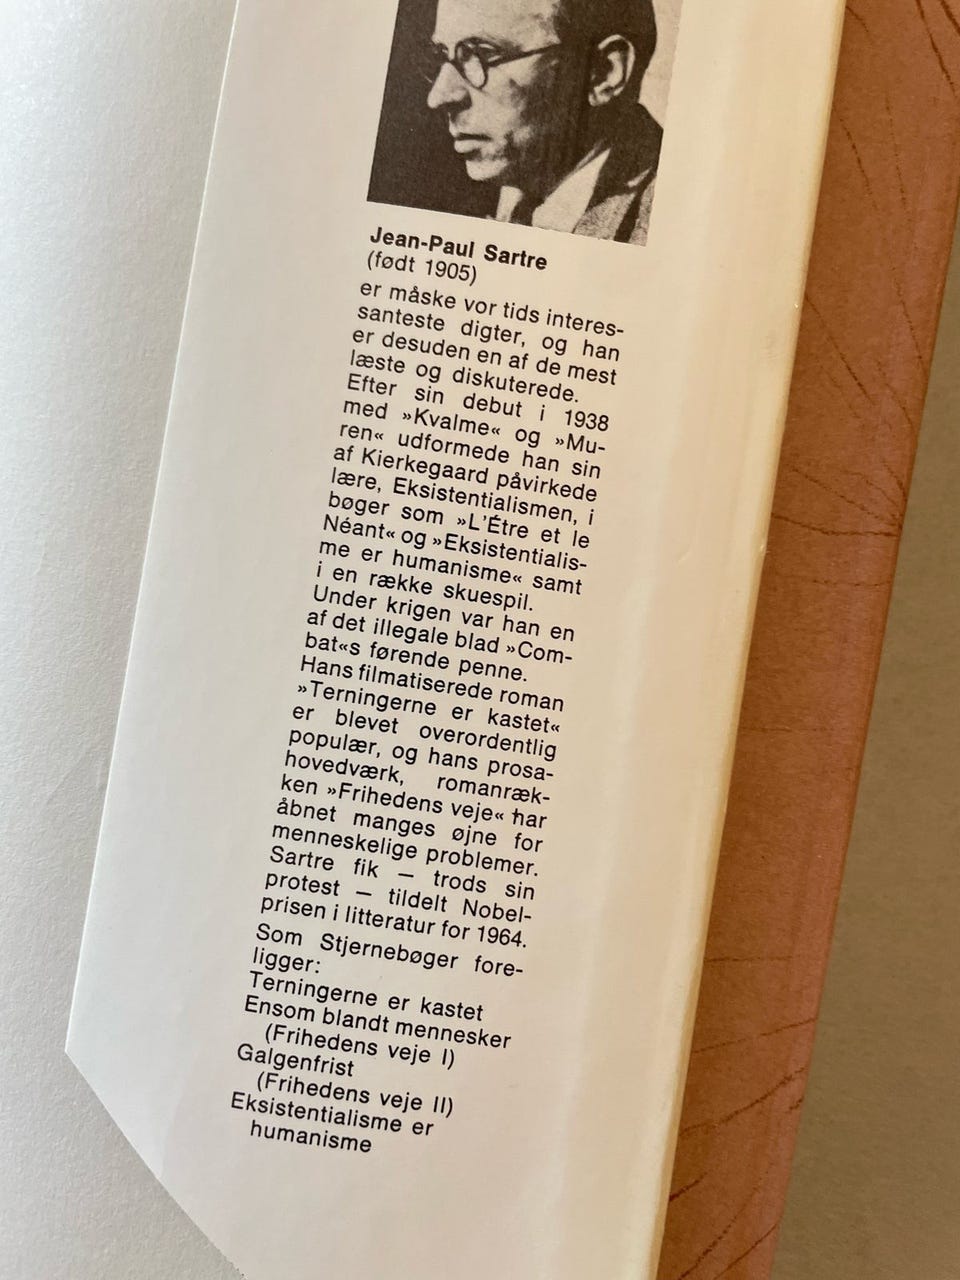 Jean-Paul Sartre
(født 1905)
er måske vor tids interes-
santeste digter, og han
er desuden en af de mest
læste og diskuterede.
Efter sin debut i 1938
med »Kvalme« og »Mu-
ren« udformede han sin
af Kierkegaard påvirkede
lære, Eksistentialismen, i
bøger som »L'Étre et le
Néant« og »Eksistentialis-
me er humanisme« samt
i en række skuespil.
Under krigen var han en
af det illegale blad »Com-
bat«s førende penne.
Hans filmatiserede roman
»Terningerne er kastet«
er blevet overordentlig
populær, og hans prosa-
hovedværk, romanræk-
ken »Frihedens veje« har
åbnet manges øjne for
menneskelige problemer.
Sartre fik — trods sin
protest — tildelt Nobel-
prisen i litteratur for 1964.
Som Stjernebøger fore-
ligger:
Terningerne er kastet
Ensom blandt mennesker
(Frihedens veje I)
Galgenfrist
(Frihedens veje II)
Eksistentialisme er
humanisme